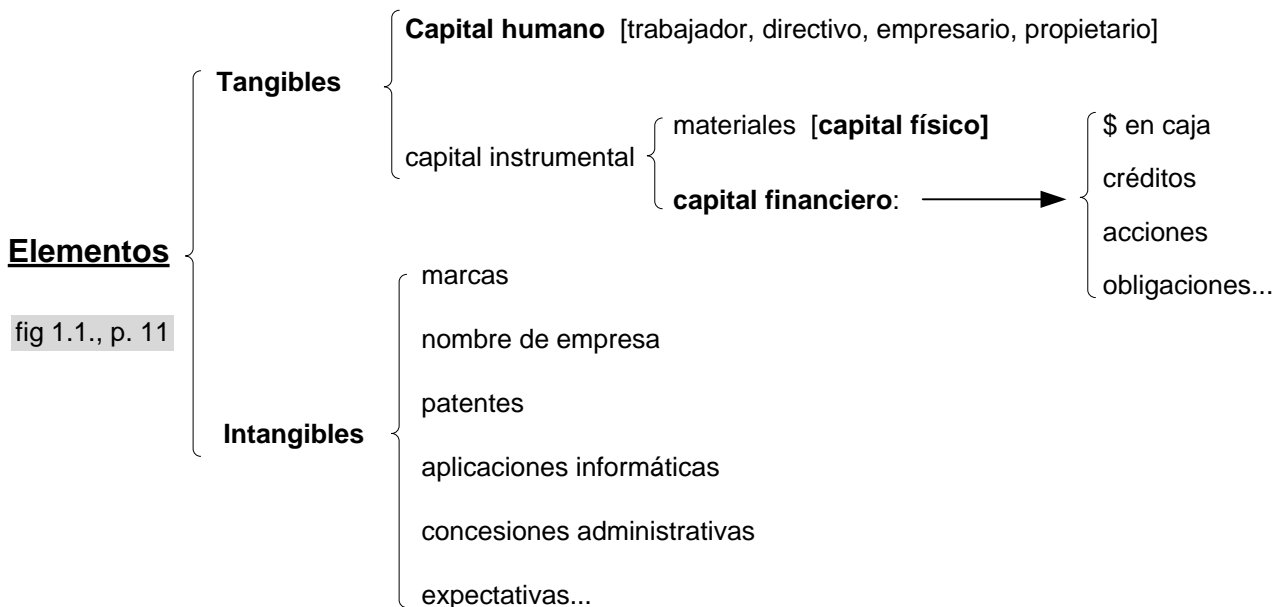 Capital humano [trabajador, directivo, empresario, propietario]
Tangibles
materiales [capital físico]
capital instrumental
capital financiero:
$ en caja
créditos
acciones
obligaciones...
Elementos
fig 1.1., p. 11
marcas
nombre de empresa
patentes
Intangibles
aplicaciones informáticas
concesiones administrativas
expectativas...